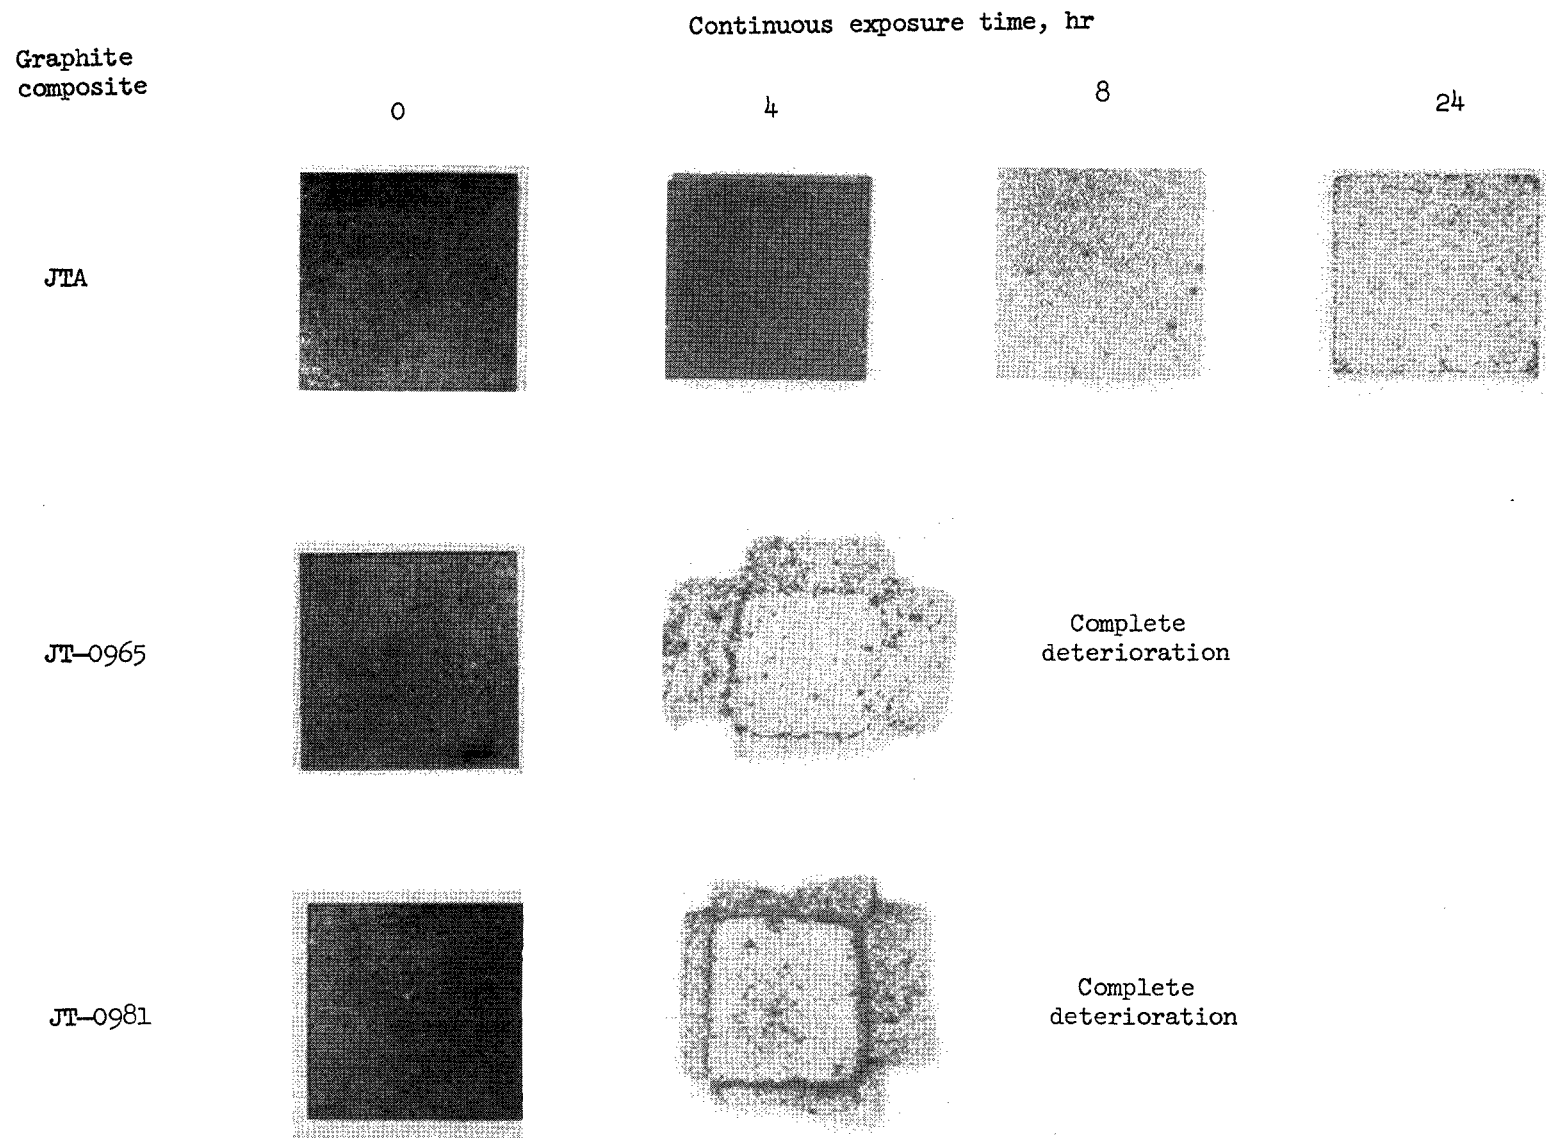 Continuous exposure time, hr
Graphite
composite
0
4
8
24
JTA
JT-0965
Complete
deterioration
JT-0981
Complete
deterioration